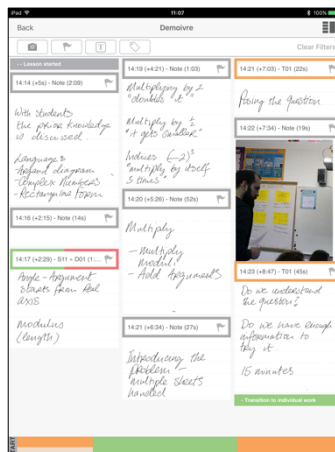 iPad
11:07
100%
Back
Demoivre
Clear Filters
T
-- Lesson started
14:14 (+5s) - Note (2:09)
With students
the prior knowledge
is discussed.
Languages
- Argand diagram
- Complex Numbers
- Rectangular Form
14:16 (+2:15) - Note (14s)
14:17 (+2:29) - S11 - D01 (1...
Angle - Argument
starts from Real
axis
modulus
(length)
14:19 (+4:21) - Note (1:03)
Multiplying by 2
"doubles it"
Multiply by ½
"it gets smaller"
Indices (-2)³
"multiply by itself
3 times"
14:20 (+5:26) - Note (52s)
Multiply
- Multiply
moduli
- Add Arguments
14:21 (+6:34) - Note (27s)
Introducing the
problem -
multiple sheets
handed
14:21 (+7:03) - T01 (22s)
Posing the question
14:22 (+7:34) - Note (19s)
14:23 (+8:47) - T01 (45s)
Do we understand
the question?
Do we have enough
information to
try it.
15 minutes
- Transition to individual work
START